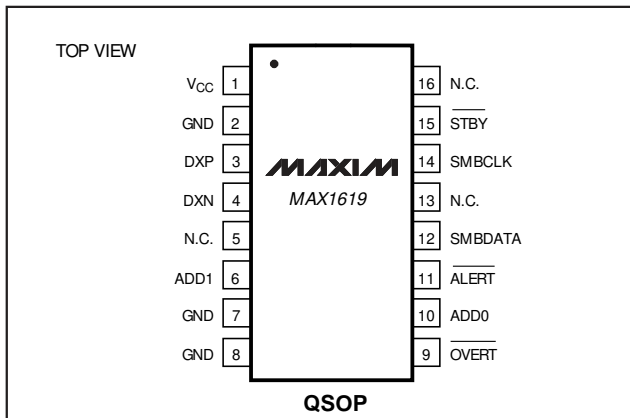 TOP VIEW
VCC 1
GND 2
DXP 3
DXN 4
N.C. 5
ADD1 6
GND 7
GND 8
MAXIM
MAX1619
16 N.C.
15 STBY
14 SMBCLK
13 N.C.
12 SMBDATA
11 ALERT
10 ADD0
9 OVERT
QSOP